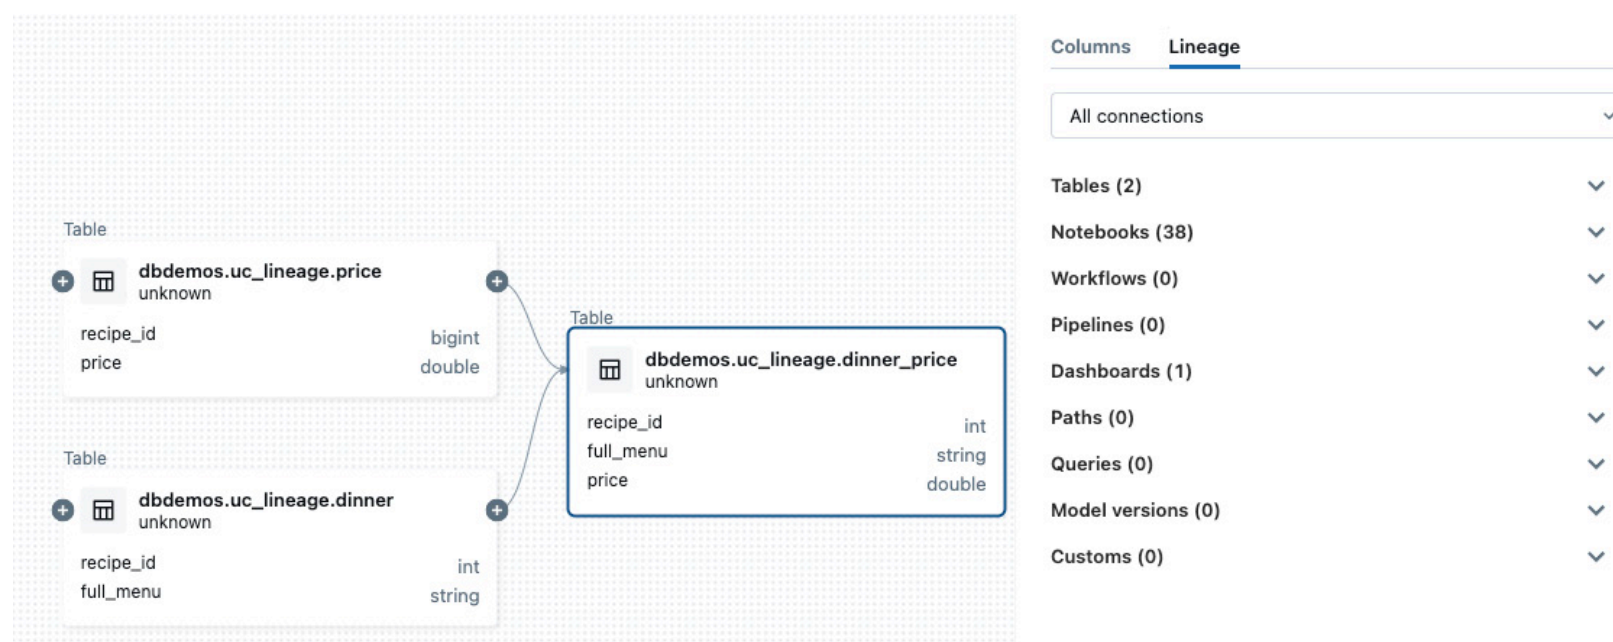 Table
dbdemos.uc_lineage.price
unknown
recipe_id bigint
price double
Table
dbdemos.uc_lineage.dinner
unknown
recipe_id int
full_menu string
Table
dbdemos.uc_lineage.dinner_price
unknown
recipe_id int
full_menu string
price double
Columns Lineage
All connections
Tables (2)
Notebooks (38)
Workflows (0)
Pipelines (0)
Dashboards (1)
Paths (0)
Queries (0)
Model versions (0)
Customs (0)